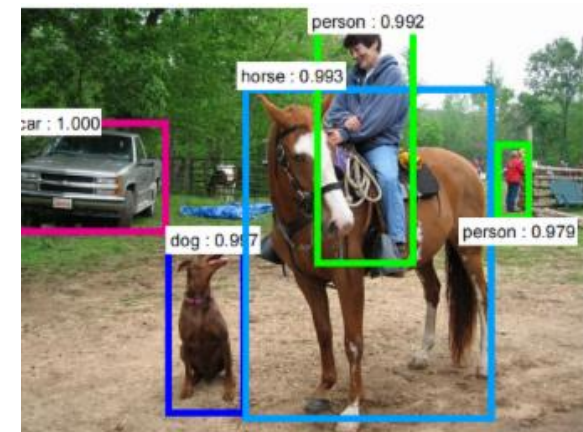 person : 0.992
horse : 0.993
car : 1.000
person : 0.979
dog : 0.997